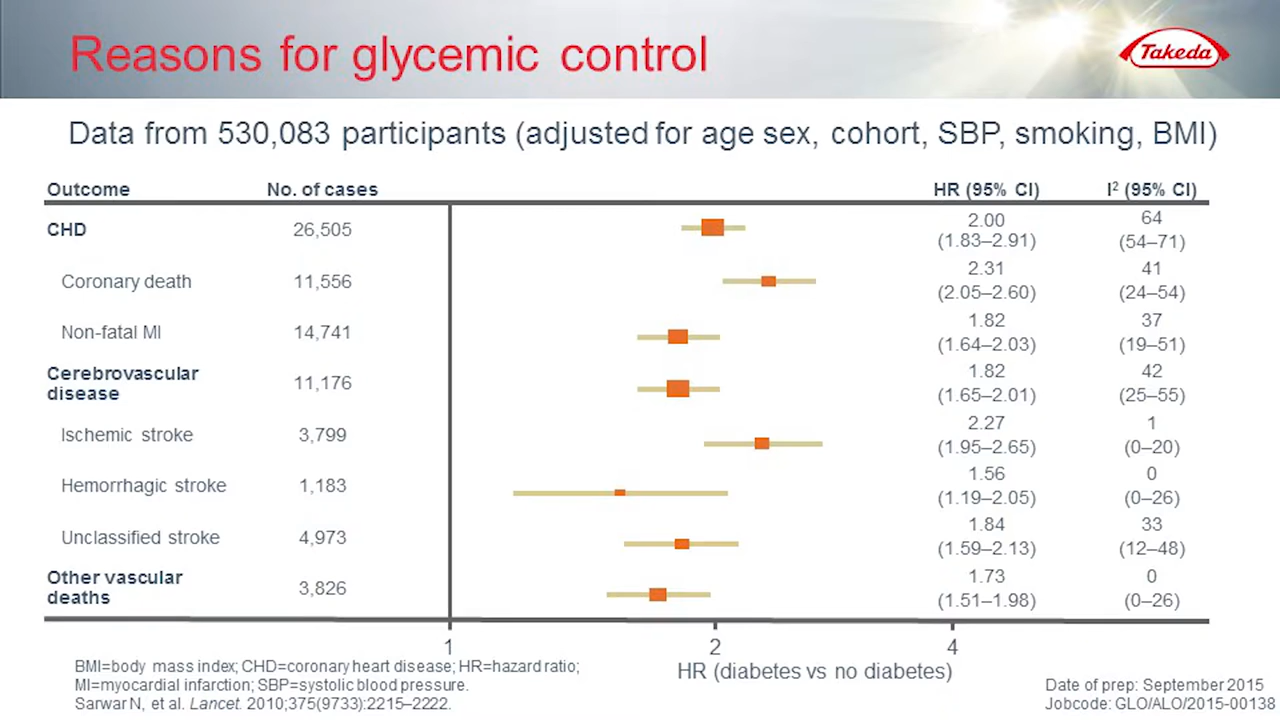 Reasons for glycemic control
Takeda
Data from 530,083 participants (adjusted for age sex, cohort, SBP, smoking, BMI)
Outcome No. of cases HR (95% CI) I² (95% CI)
CHD 26,505 2.00 (1.83–2.91) 64 (54–71)
Coronary death 11,556 2.31 (2.05–2.60) 41 (24–54)
Non-fatal MI 14,741 1.82 (1.64–2.03) 37 (19–51)
Cerebrovascular disease 11,176 1.82 (1.65–2.01) 42 (25–55)
Ischemic stroke 3,799 2.27 (1.95–2.65) 1 (0–20)
Hemorrhagic stroke 1,183 1.56 (1.19–2.05) 0 (0–26)
Unclassified stroke 4,973 1.84 (1.59–2.13) 33 (12–48)
Other vascular deaths 3,826 1.73 (1.51–1.98) 0 (0–26)
1 2 4
HR (diabetes vs no diabetes)
BMI=body mass index; CHD=coronary heart disease; HR=hazard ratio;
MI=myocardial infarction; SBP=systolic blood pressure.
Sarwar N, et al. Lancet. 2010;375(9733):2215–2222.
Date of prep: September 2015
Jobcode: GLO/ALO/2015-00138